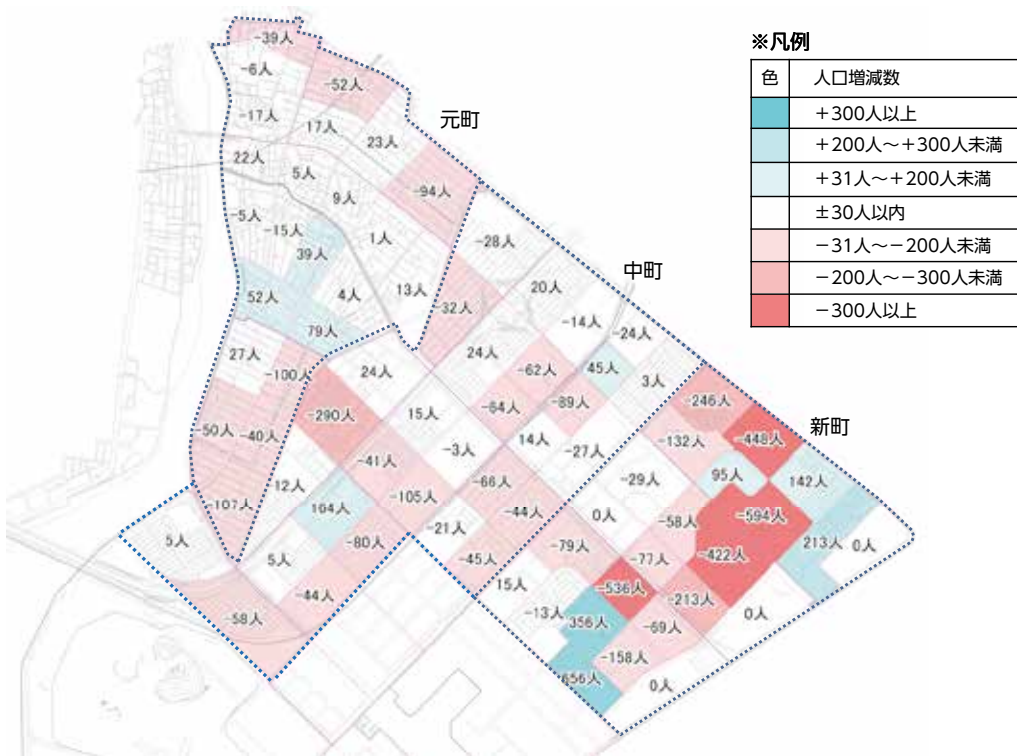 ※凡例
色 人口増減数
+300人以上
+200人～+300人未満
+31人～+200人未満
±30人以内
－31人～－200人未満
－200人～－300人未満
－300人以上
元町
中町
新町
-39人
-6人
-52人
-17人
17人
23人
22人
5人
-94人
9人
-5人
-15人
1人
39人
-28人
52人
4人
13人
20人
-32人
79人
-14人
-24人
27人
24人
24人
45人
-100人
-62人
3人
-290人
15人
-64人
-89人
-246人
-50人
-40人
14人
-132人
-448人
-41人
-3人
-27人
12人
-66人
-29人
95人
142人
-107人
104人
-105人
-44人
0人
-58人
-594人
5人
-21人
213人
0人
-80人
-79人
-77人
-422人
5人
-45人
15人
-536人
-213人
-44人
-13人
356人
-69人
0人
-58人
-158人
656人
0人